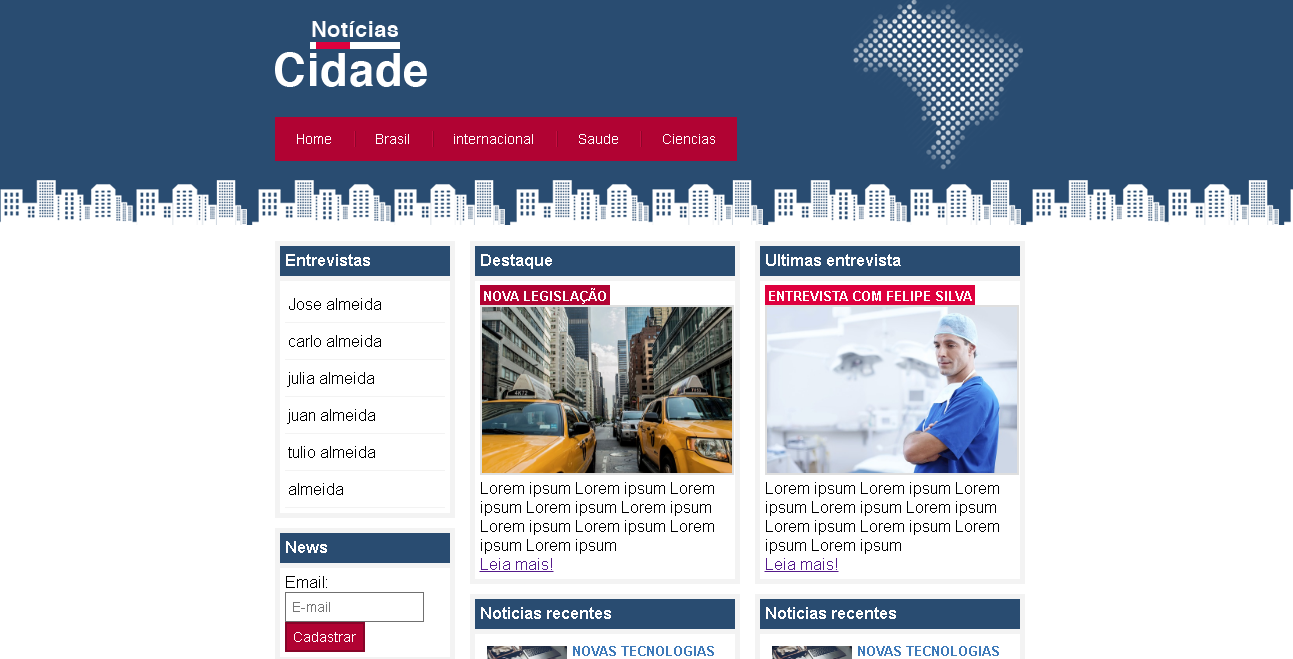 Notícias
Cidade
Home Brasil internacional Saude Ciencias
Entrevistas
Jose almeida
carlo almeida
julia almeida
juan almeida
tulio almeida
almeida
News
Email:
E-mail
Cadastrar
Destaque
NOVA LEGISLAÇÃO
Lorem ipsum Lorem ipsum Lorem
ipsum Lorem ipsum Lorem ipsum
Lorem ipsum Lorem ipsum Lorem
ipsum Lorem ipsum
Leia mais!
Noticias recentes
NOVAS TECNOLOGIAS
Ultimas entrevista
ENTREVISTA COM FELIPE SILVA
Lorem ipsum Lorem ipsum Lorem
ipsum Lorem ipsum Lorem ipsum
Lorem ipsum Lorem ipsum Lorem
ipsum Lorem ipsum
Leia mais!
Noticias recentes
NOVAS TECNOLOGIAS